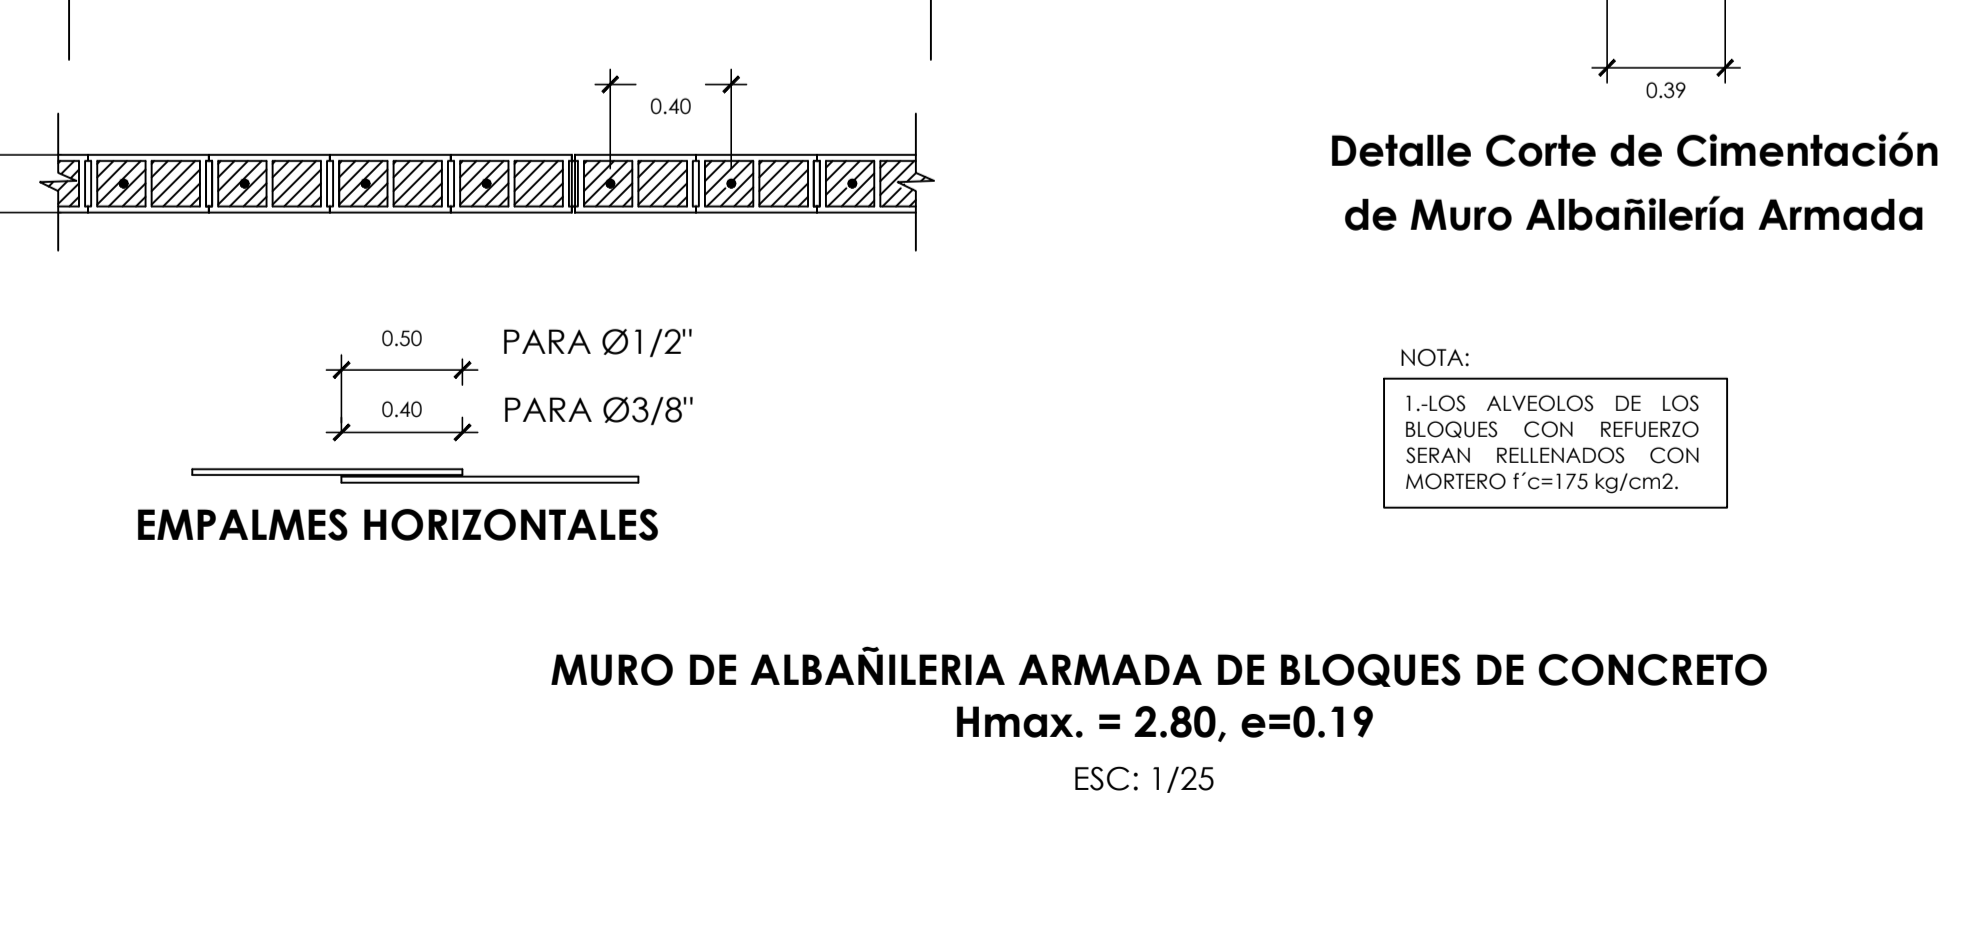 0.40
0.39
Detalle Corte de Cimentación
de Muro Albañilería Armada
0.50
PARA Ø1/2"
0.40
PARA Ø3/8"
EMPALMES HORIZONTALES
NOTA:
1.-LOS ALVEOLOS DE LOS
BLOQUES CON REFUERZO
SERAN RELLENADOS CON
MORTERO f´c=175 kg/cm2.
MURO DE ALBAÑILERIA ARMADA DE BLOQUES DE CONCRETO
Hmax. = 2.80, e=0.19
ESC: 1/25